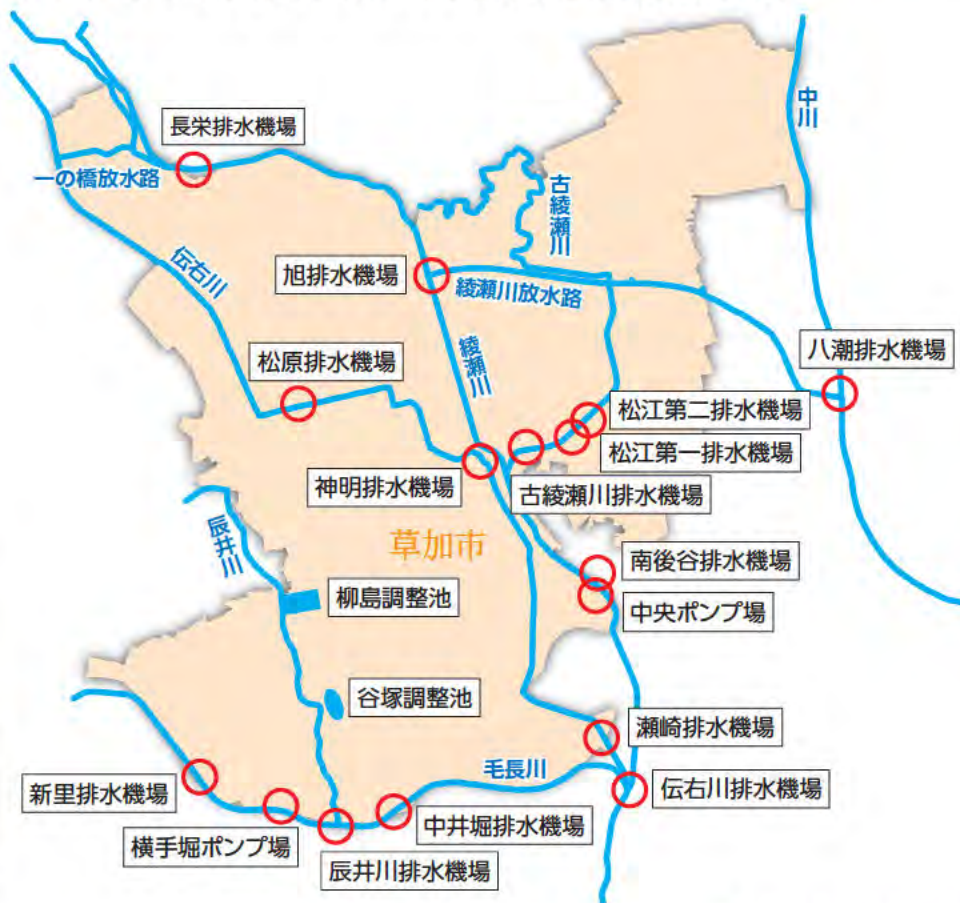 中川
長栄排水機場
一の橋放水路
古綾瀬川
伝右川
旭排水機場
綾瀬川放水路
綾瀬川
八潮排水機場
松原排水機場
松江第二排水機場
松江第一排水機場
神明排水機場
古綾瀬川排水機場
辰井川
草加市
南後谷排水機場
柳島調整池
中央ポンプ場
谷塚調整池
瀬崎排水機場
毛長川
新里排水機場
伝右川排水機場
中井堀排水機場
横手堀ポンプ場
辰井川排水機場